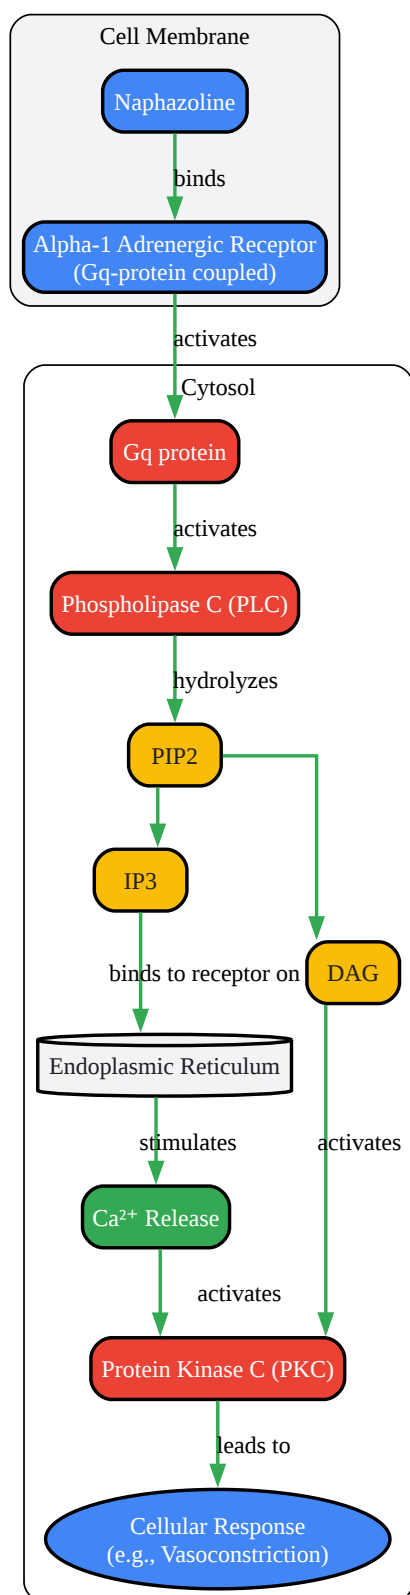 Cell Membrane
Naphazoline
binds
Alpha-1 Adrenergic Receptor
(Gq-protein coupled)
activates
Cytosol
Gq protein
activates
Phospholipase C (PLC)
hydrolyzes
PIP2
IP3
binds to receptor on
DAG
Endoplasmic Reticulum
stimulates
activates
Ca²⁺ Release
activates
Protein Kinase C (PKC)
leads to
Cellular Response
(e.g., Vasoconstriction)